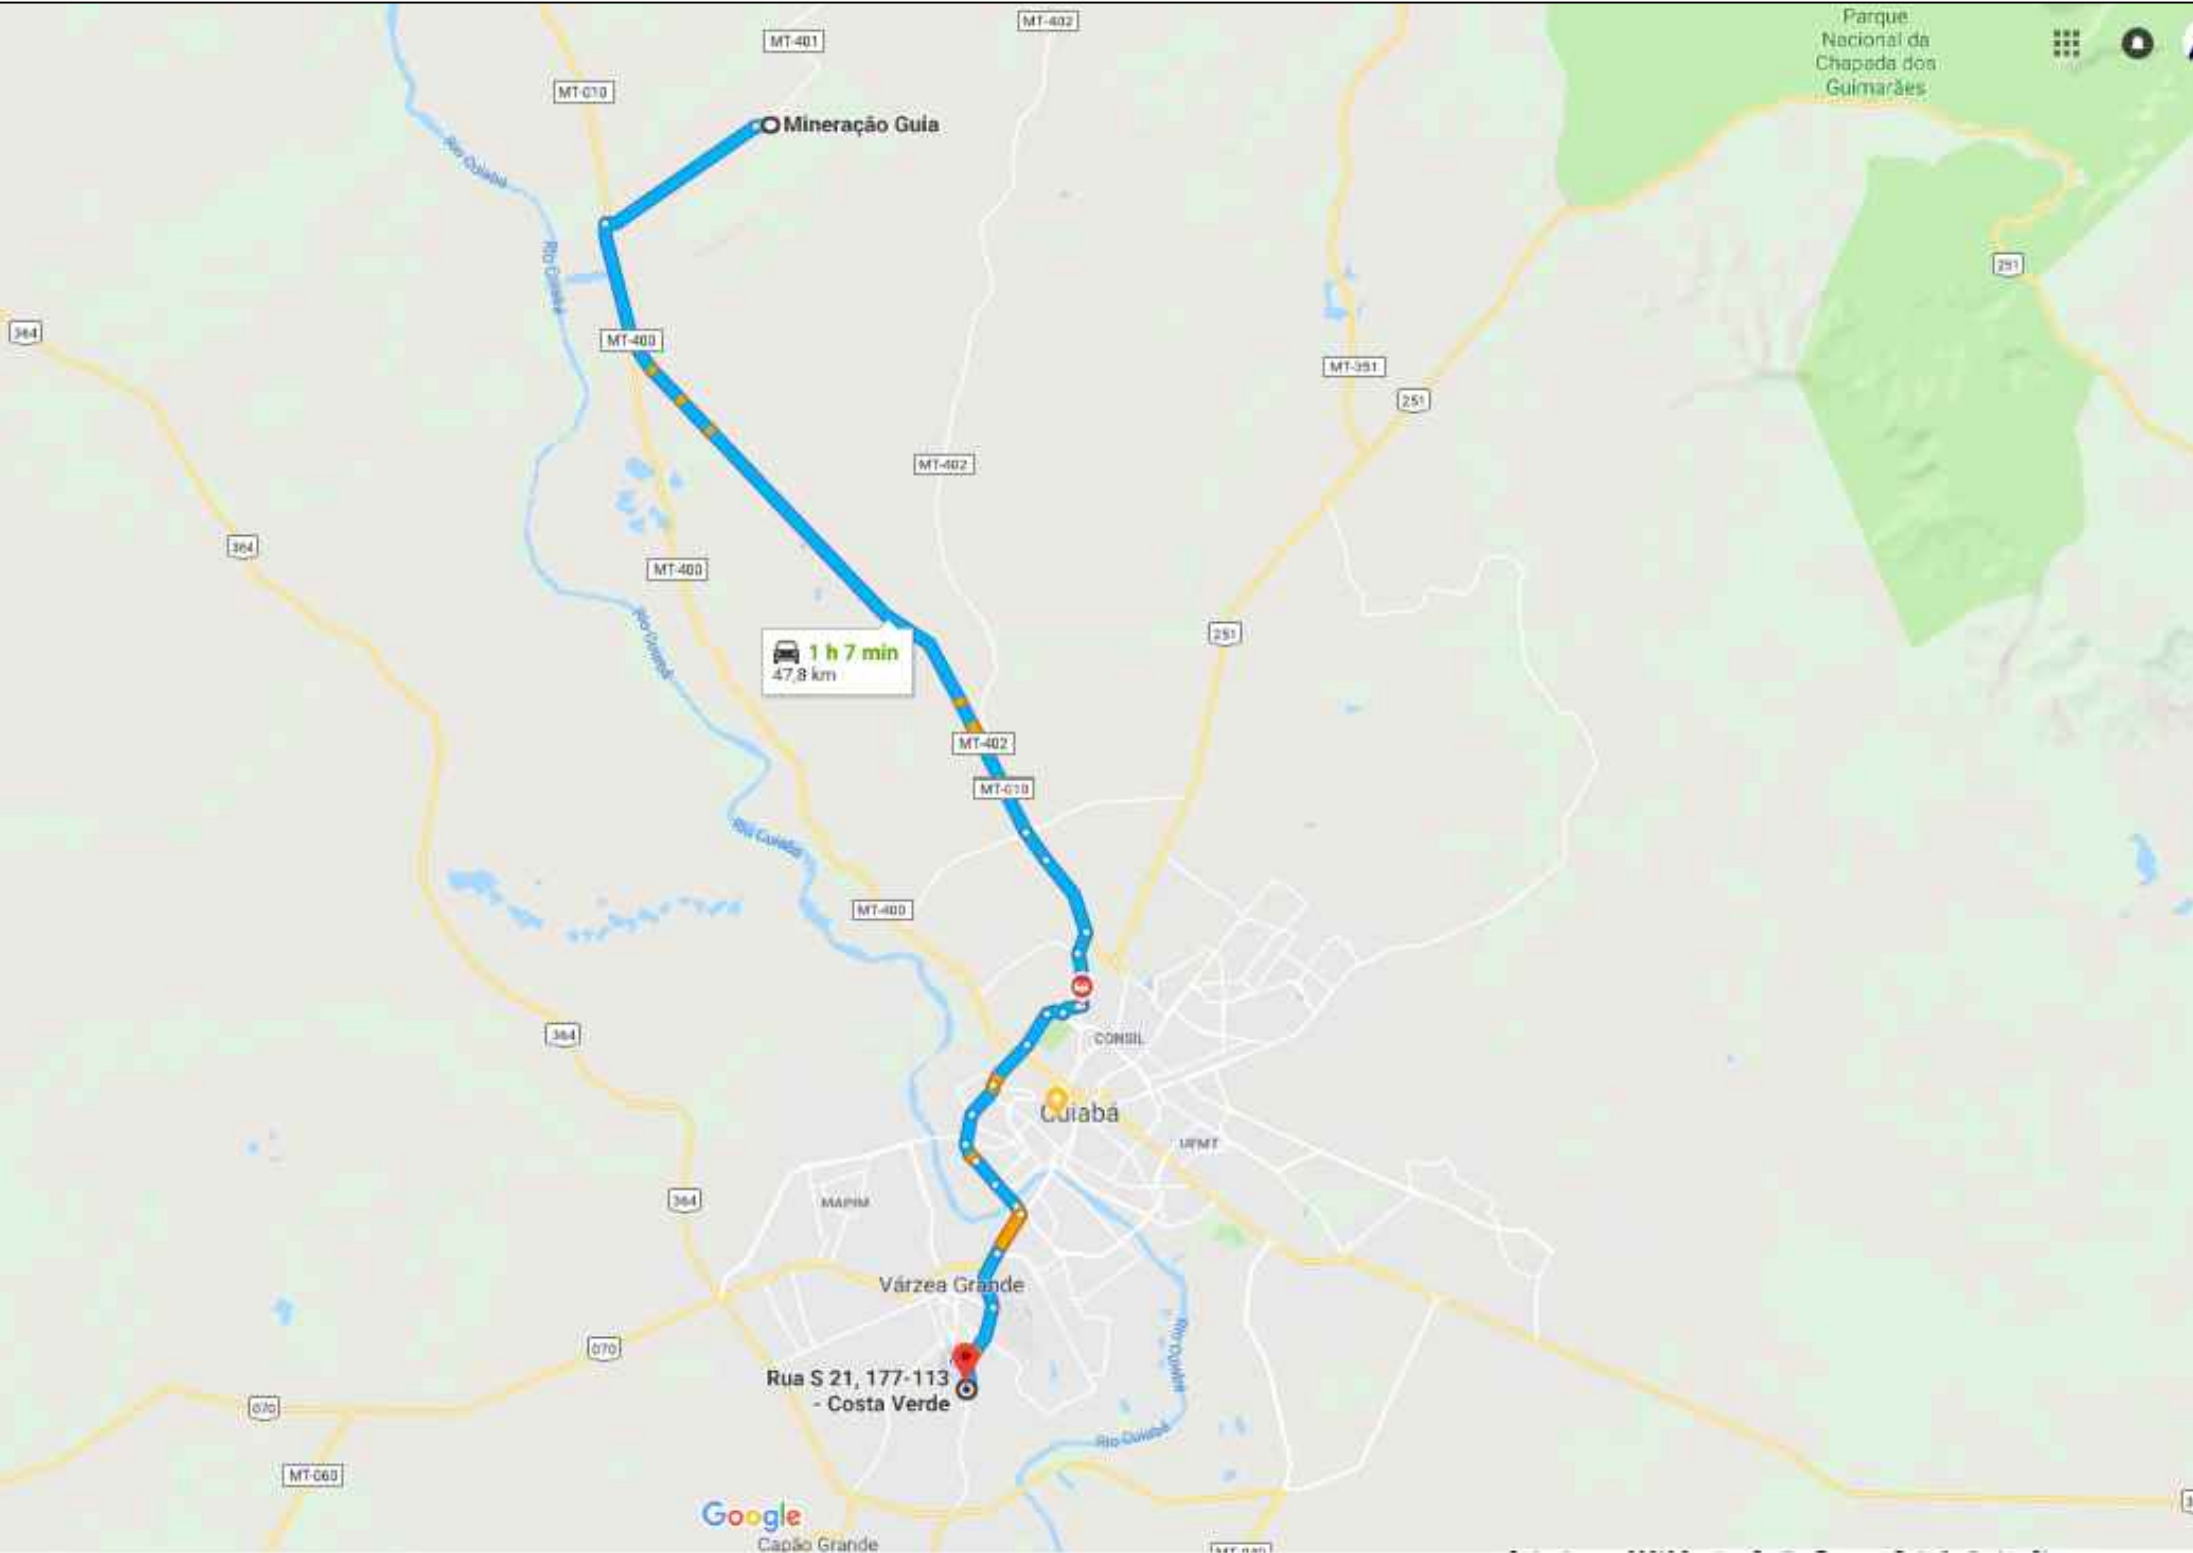 MT-402
MT-401
Parque
Nacional da
Chapada dos
Guimarães
MT-010
Mineração Guia
Rio Cuiabá
Rio Cuiabá
251
364
MT-400
MT-351
251
MT-402
364
MT-400
Rio Cuiabá
251
1 h 7 min
47,8 km
MT-402
MT-010
Rio Cuiabá
MT-400
364
CONSIL
Cuiabá
UFMT
364
MAPIM
Várzea Grande
Rio Cuiabá
070
Rua S 21, 177-113
- Costa Verde
070
Rio Cuiabá
MT-060
Google
Capão Grande